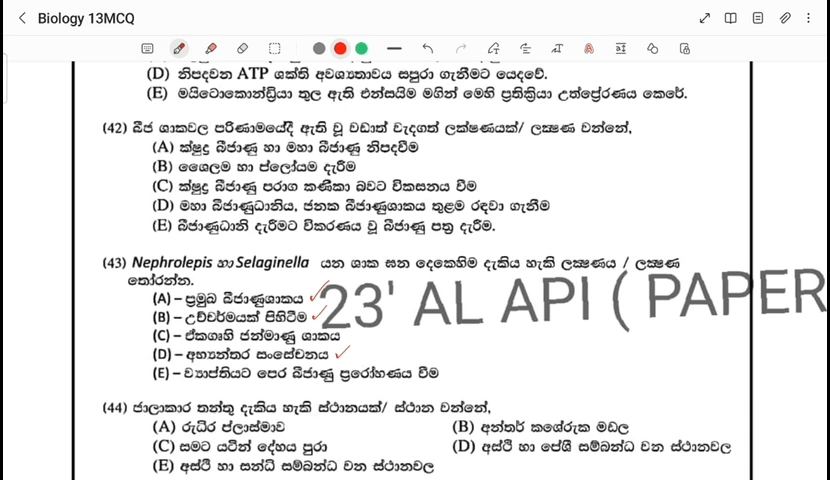 Biology 13MCQ
(D) නිපදවන ATP ශක්ති අවශ්‍යතාවය සපුරා ගැනීමට යෙදවේ.
(E) මයිටොකොන්ඩ්‍රියා තුල ඇති එන්සයිම මගින් මෙහි ප්‍රතික්‍රියා උත්ප්‍රේරණය කෙරේ.
(42) බීජ ශාකවල පරිණාමයේදී ඇති වූ වඩාත් වැදගත් ලක්ෂණයක්/ ලක්‍ෂණ වන්නේ,
(A) ක්ෂුද්‍ර බීජාණු හා මහා බීජාණු නිපදවීම
(B) ශෛලම හා ප්ලෝයම දැරීම
(C) ක්ෂුද්‍ර බීජාණු පරාග කණිකා බවට විකසනය වීම
(D) මහා බීජාණුධානිය, ජනක බීජාණුශාකය තුළම රඳවා ගැනීම
(E) බීජාණුධානි දැරීමට විකරණය වූ බීජාණු පත්‍ර දැරීම.
(43) Nephrolepis හා Selaginella යන ශාක ඝන දෙකෙහිම දැකිය හැකි ලක්‍ෂණය / ලක්‍ෂණ
තෝරන්න.
(A) – ප්‍රමුඛ බීජාණුශාකය
23' AL API ( PAPER
(B) – උච්චර්මයක් පිහිටීම
(C) – ඒකගෘහි ජන්මාණු ශාකය
(D) – අභ්‍යන්තර සංසේචනය
(E) – ව්‍යාප්තියට පෙර බීජාණු ප්‍රරෝහණය වීම
(44) ජාලාකාර තන්තු දැකිය හැකි ස්ථානයක්/ ස්ථාන වන්නේ,
(A) රුධිර ප්ලාස්මාව (B) අන්තර් කශේරුක මඩල
(C) සමට යටින් දේහය පුරා (D) අස්ථි හා පේශී සම්බන්ධ වන ස්ථානවල
(E) අස්ථි හා සන්ධි සම්බන්ධ වන ස්ථානවල